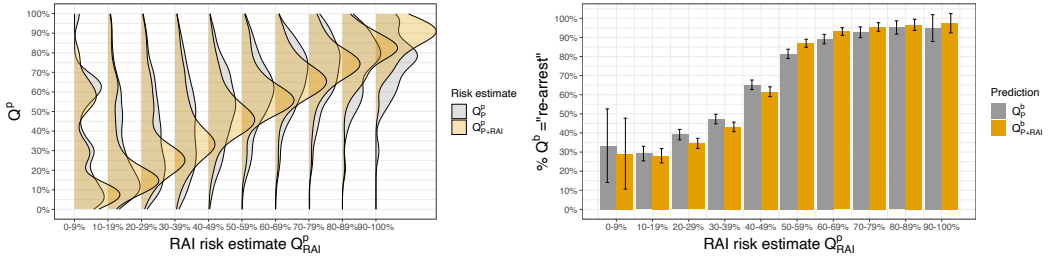 100%
90%
80%
70%
60%
50%
40%
30%
20%
10%
0%
Q^p
0-9% 10-19% 20-29% 30-39% 40-49% 50-59% 60-69% 70-79% 80-89% 90-100%
RAI risk estimate Q^p_RAI
Risk estimate
Q^p_P
Q^p_P+RAI
100%
90%
80%
70%
60%
50%
40%
30%
20%
10%
0%
% Q^b ="re-arrest"
0-9% 10-19% 20-29% 30-39% 40-49% 50-59% 60-69% 70-79% 80-89% 90-100%
RAI risk estimate Q^p_RAI
Prediction
Q^b_P
Q^b_P+RAI